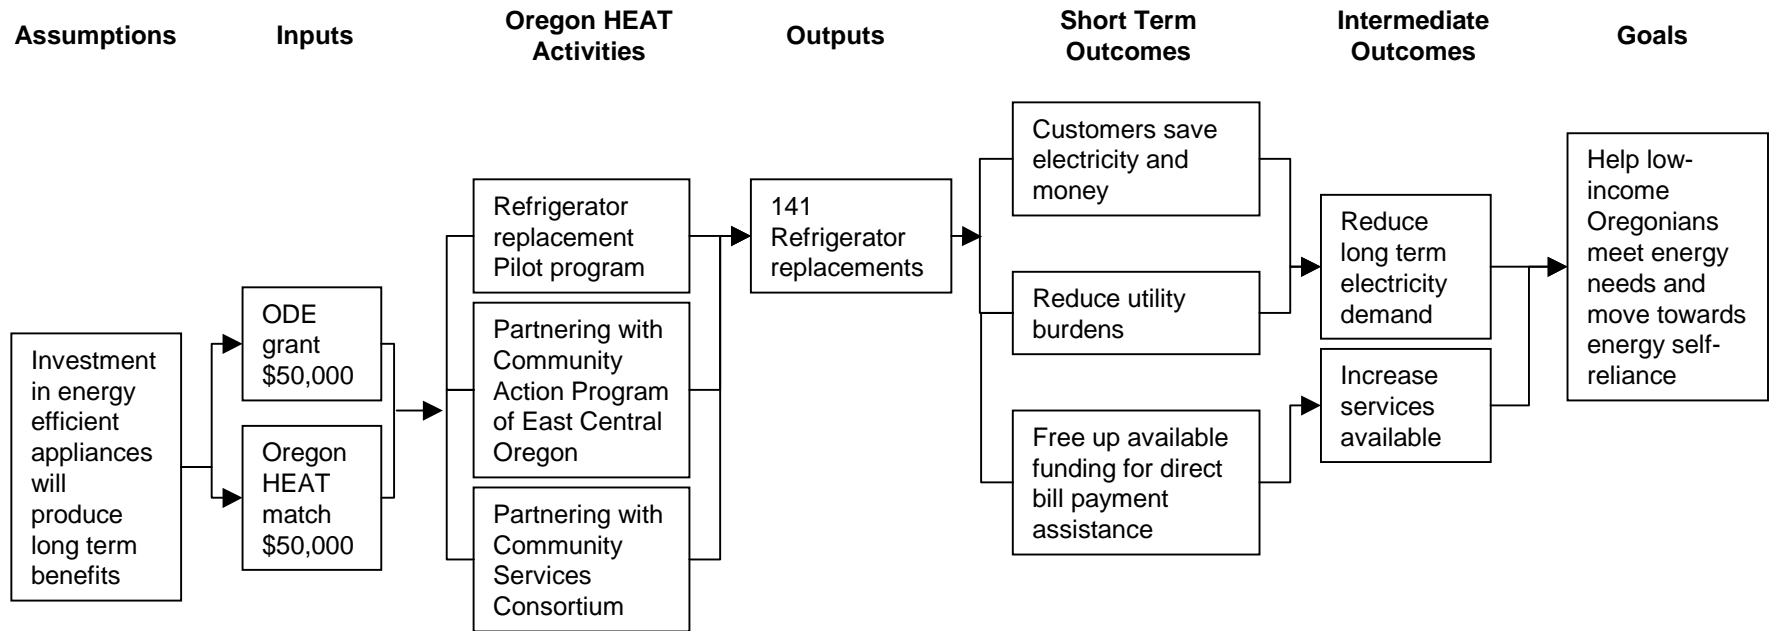 Assumptions
Inputs
Oregon HEAT
Activities
Outputs
Short Term
Outcomes
Intermediate
Outcomes
Goals
Investment
in energy
efficient
appliances
will
produce
long term
benefits
ODE
grant
$50,000
Oregon
HEAT
match
$50,000
Refrigerator
replacement
Pilot program
Partnering with
Community
Action Program
of East Central
Oregon
Partnering with
Community
Services
Consortium
141
Refrigerator
replacements
Customers save
electricity and
money
Reduce utility
burdens
Free up available
funding for direct
bill payment
assistance
Reduce
long term
electricity
demand
Increase
services
available
Help low-
income
Oregonians
meet energy
needs and
move towards
energy self-
reliance